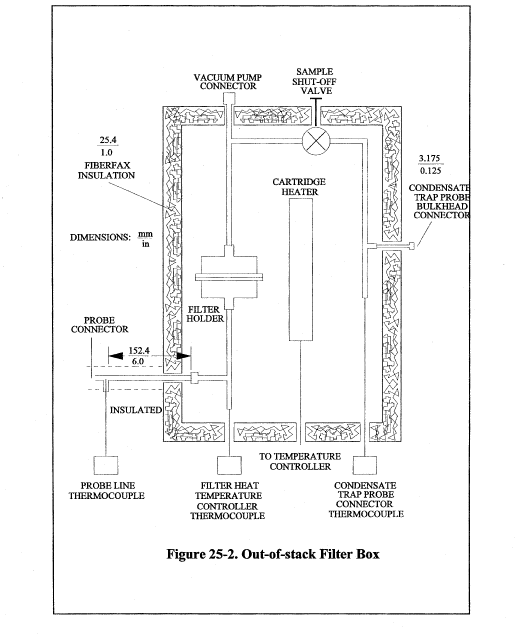 VACUUM PUMP
CONNECTOR
SAMPLE
SHUT-OFF
VALVE
25.4
1.0
FIBERFAX
INSULATION
3.175
0.125
CONDENSATE
TRAP PROBE
BULKHEAD
CONNECTOR
CARTRIDGE
HEATER
DIMENSIONS: mm
in
FILTER
HOLDER
PROBE
CONNECTOR
152.4
6.0
INSULATED
TO TEMPERATURE
CONTROLLER
PROBE LINE
THERMOCOUPLE
FILTER HEAT
TEMPERATURE
CONTROLLER
THERMOCOUPLE
CONDENSATE
TRAP PROBE
CONNECTOR
THERMOCOUPLE
Figure 25-2. Out-of-stack Filter Box